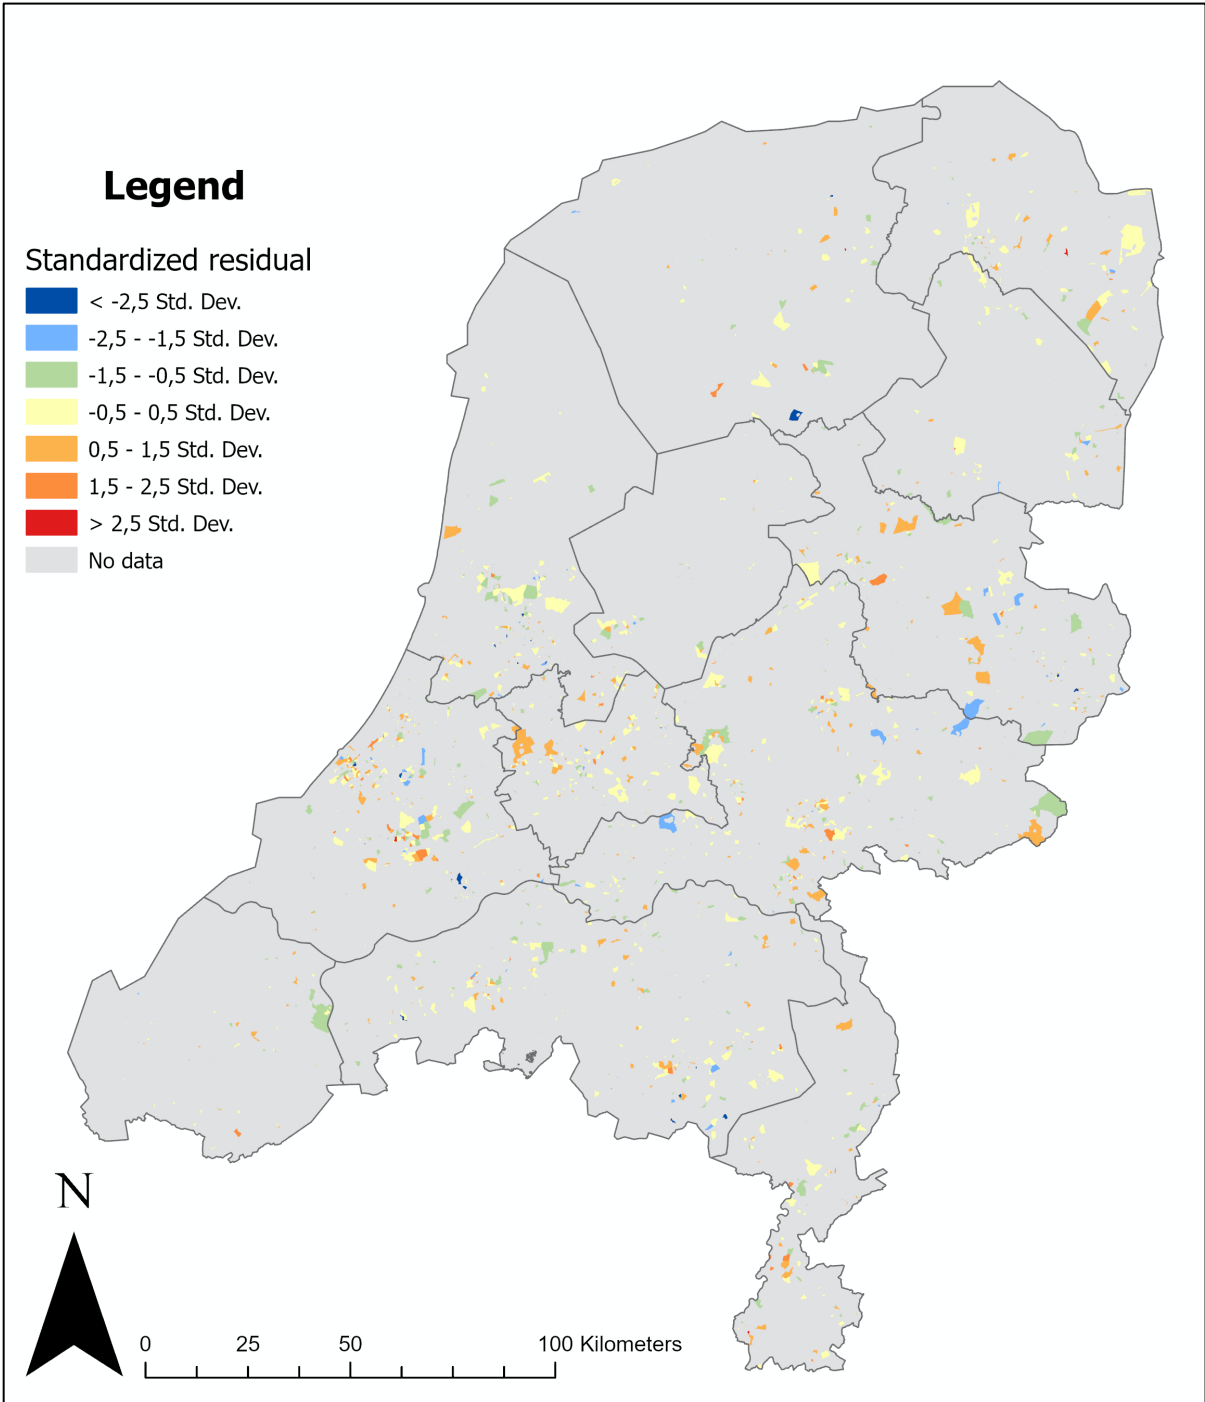 Legend
Standardized residual
< -2,5 Std. Dev.
-2,5 - -1,5 Std. Dev.
-1,5 - -0,5 Std. Dev.
-0,5 - 0,5 Std. Dev.
0,5 - 1,5 Std. Dev.
1,5 - 2,5 Std. Dev.
> 2,5 Std. Dev.
No data
N
0 25 50 100 Kilometers